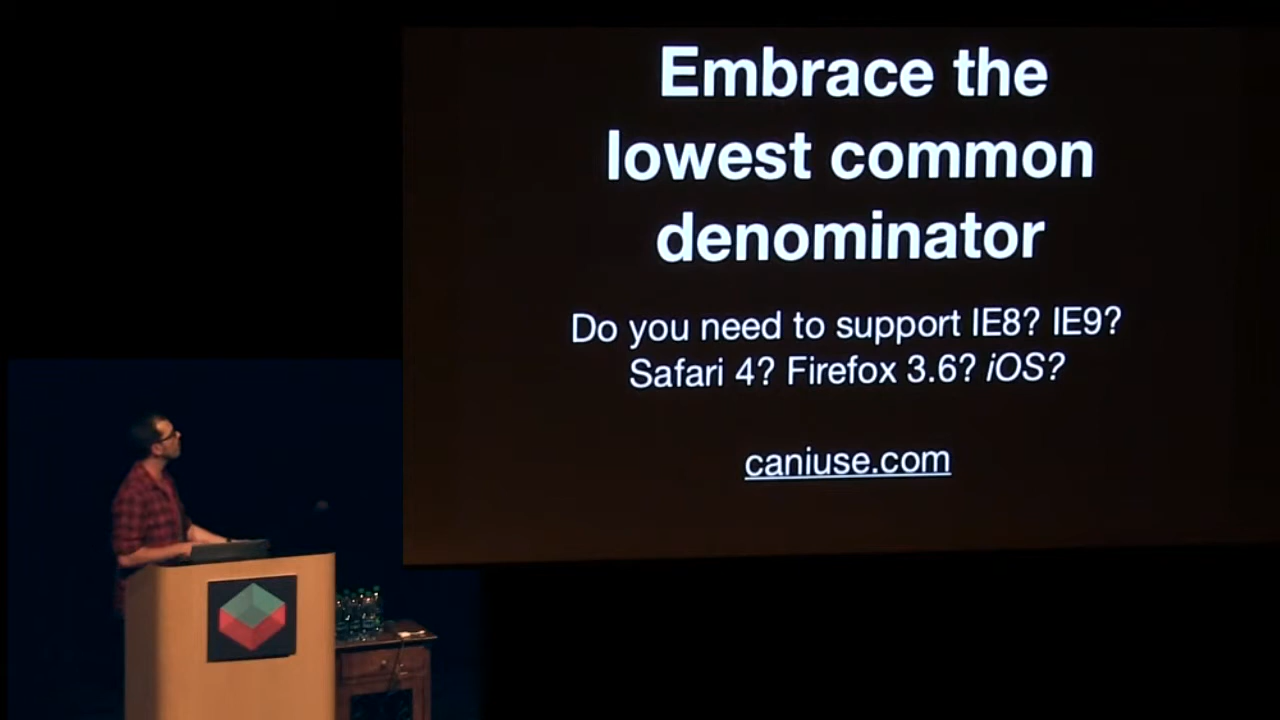 Embrace the
lowest common
denominator
Do you need to support IE8? IE9?
Safari 4? Firefox 3.6? iOS?
caniuse.com